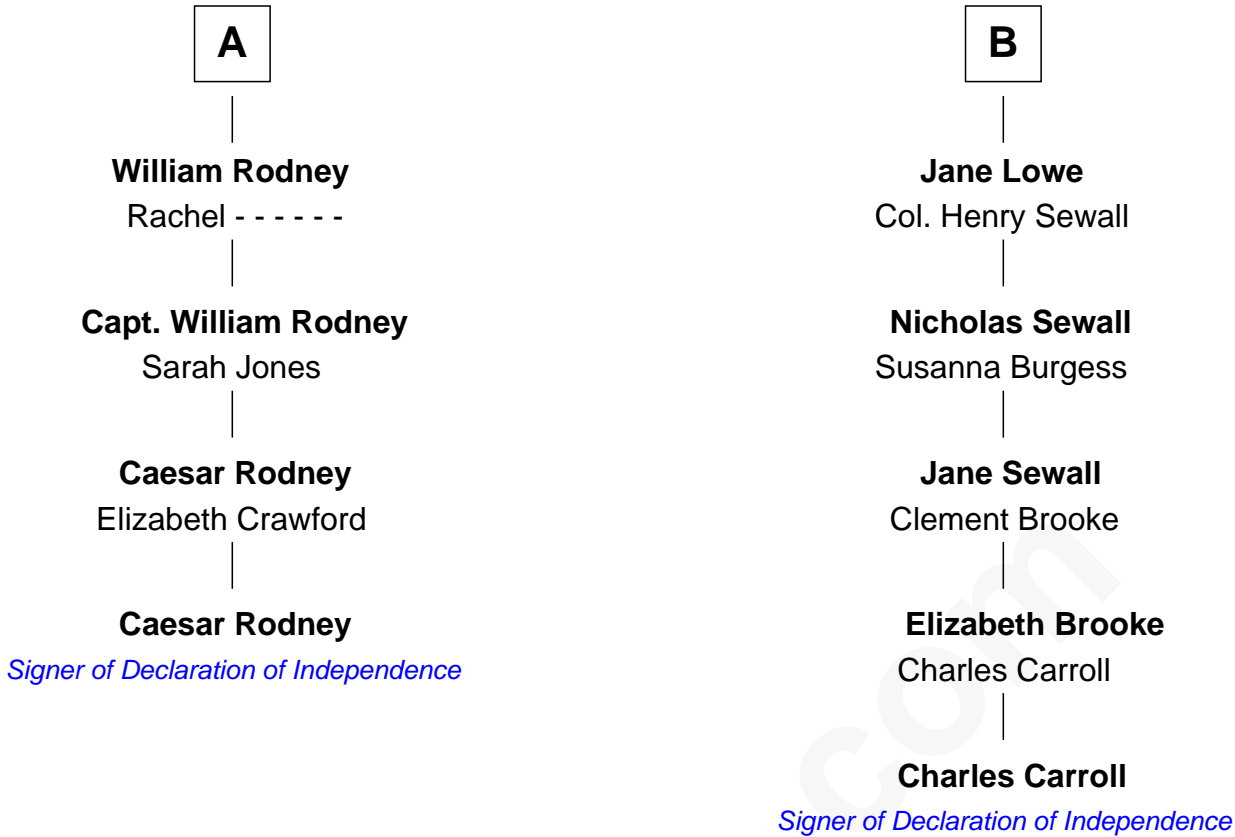 A
William Rodney
Rachel - - - - - -
Capt. William Rodney
Sarah Jones
Caesar Rodney
Elizabeth Crawford
Caesar Rodney
Signer of Declaration of Independence
B
Jane Lowe
Col. Henry Sewall
Nicholas Sewall
Susanna Burgess
Jane Sewall
Clement Brooke
Elizabeth Brooke
Charles Carroll
Charles Carroll
Signer of Declaration of Independence
com